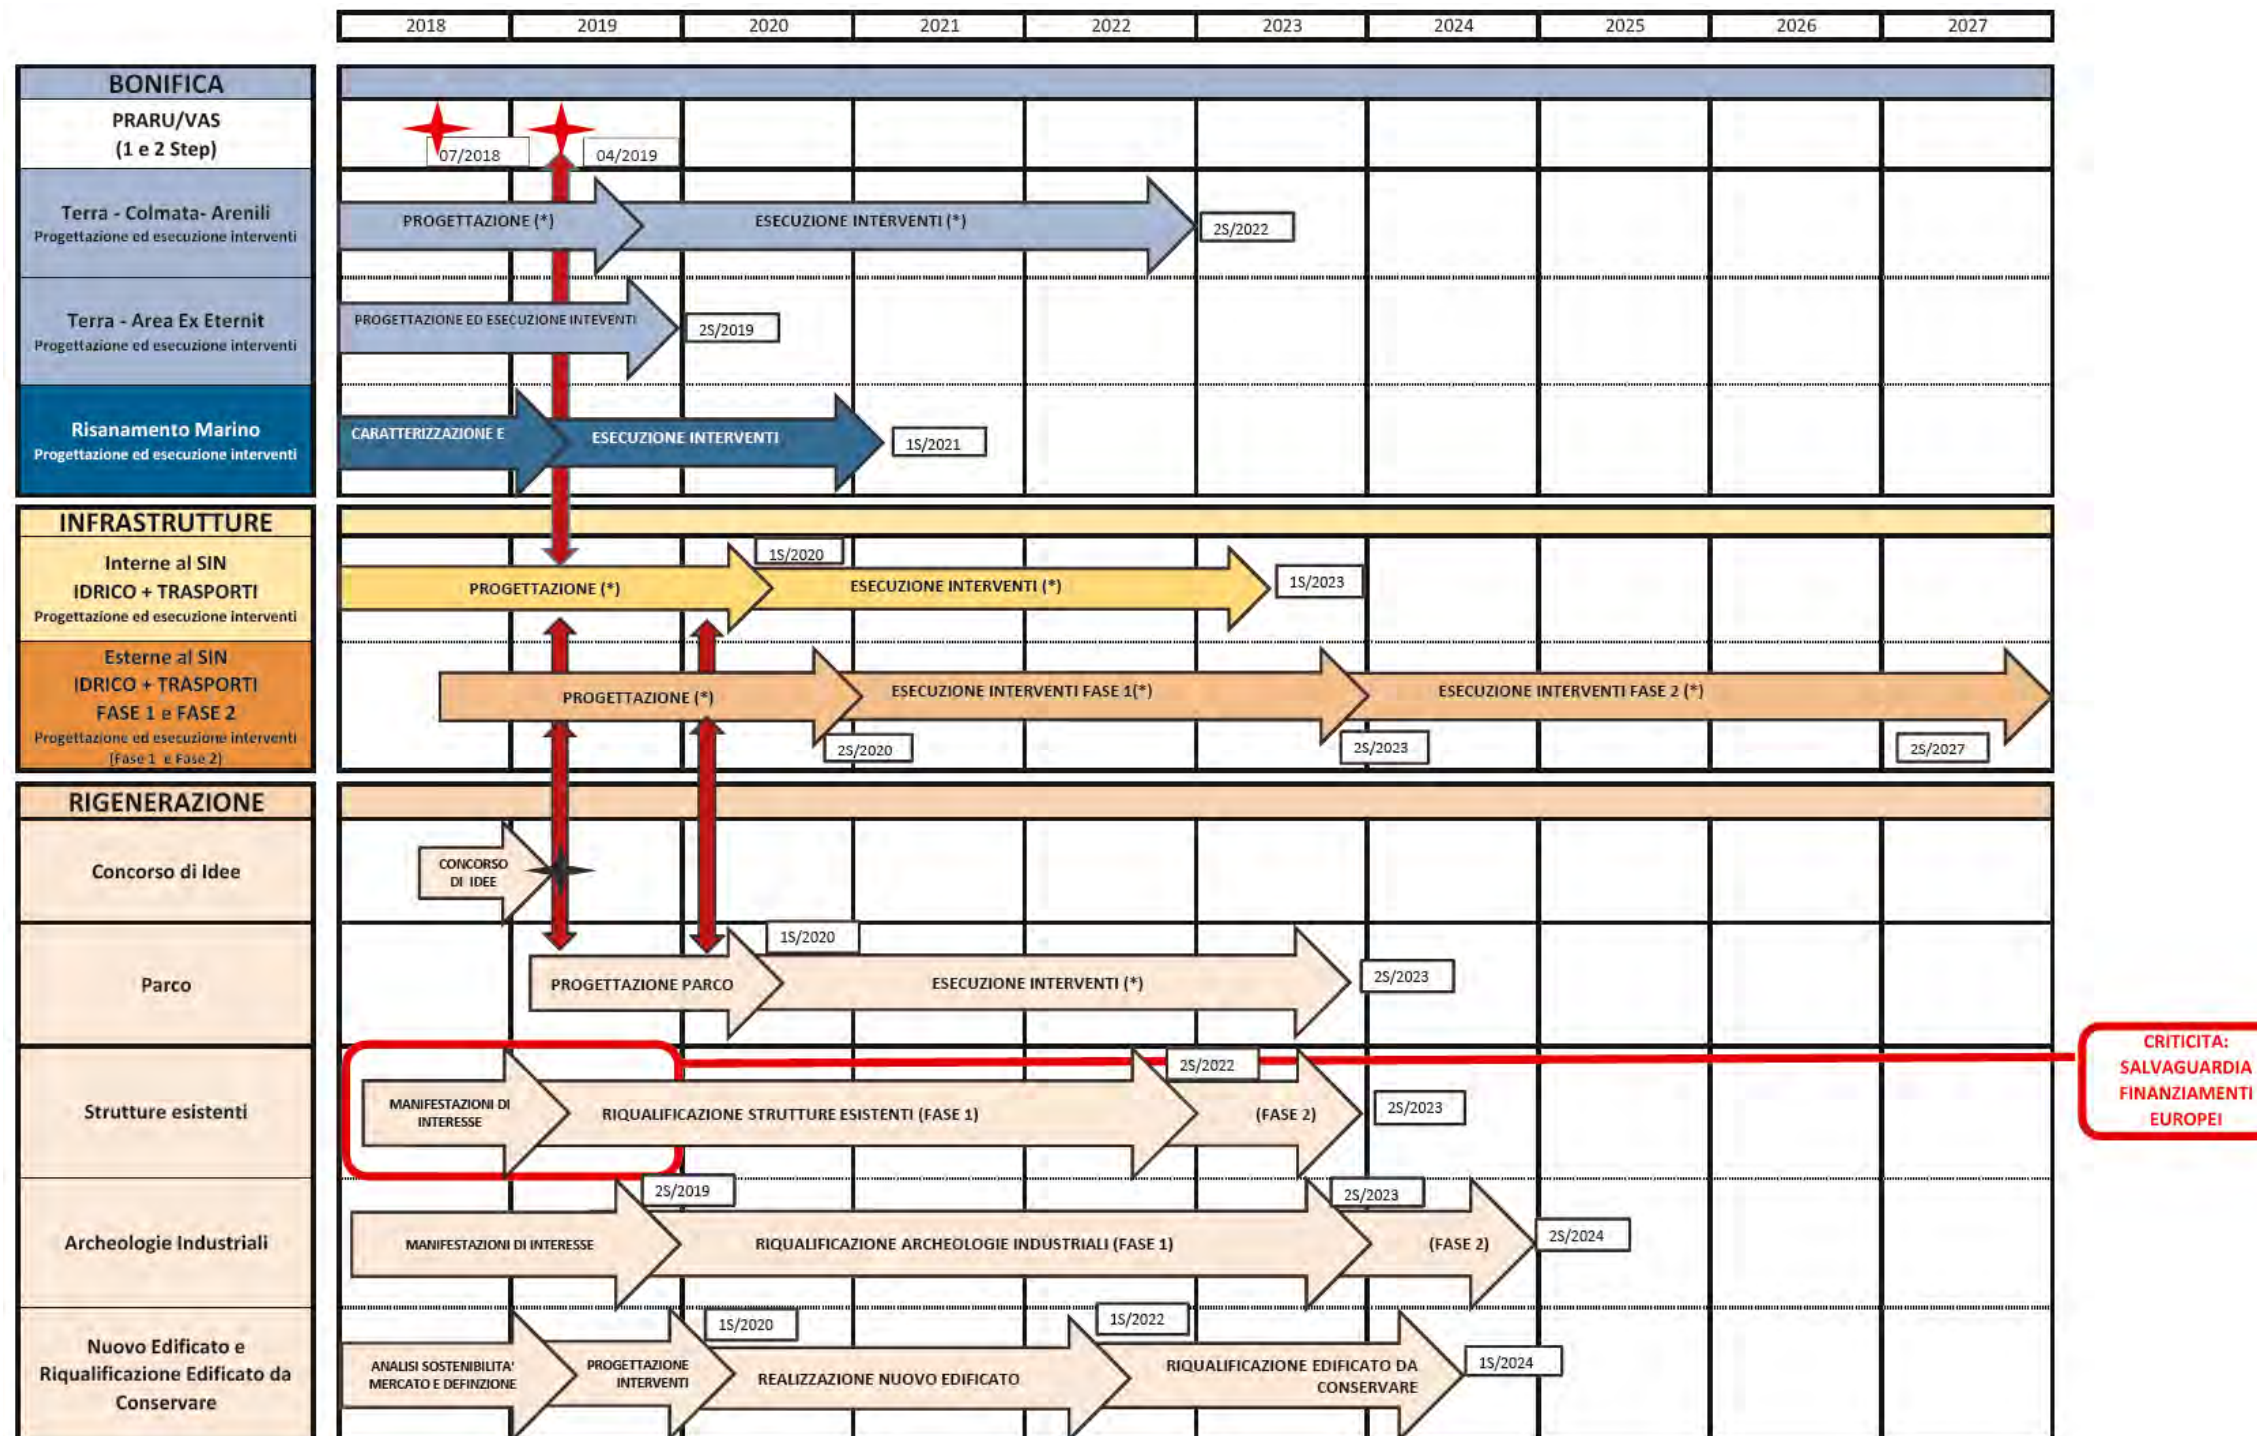 2018 2019 2020 2021 2022 2023 2024 2025 2026 2027
BONIFICA
PRARU/VAS
(1 e 2 Step)
07/2018
04/2019
Terra - Colmata- Arenili
Progettazione ed esecuzione interventi
PROGETTAZIONE (*)
ESECUZIONE INTERVENTI (*)
2S/2022
Terra - Area Ex Eternit
Progettazione ed esecuzione interventi
PROGETTAZIONE ED ESECUZIONE INTEVENTI
2S/2019
Risanamento Marino
Progettazione ed esecuzione interventi
CARATTERIZZAZIONE E
ESECUZIONE INTERVENTI
1S/2021
INFRASTRUTTURE
Interne al SIN
IDRICO + TRASPORTI
Progettazione ed esecuzione interventi
PROGETTAZIONE (*)
1S/2020
ESECUZIONE INTERVENTI (*)
1S/2023
Esterne al SIN
IDRICO + TRASPORTI
FASE 1 e FASE 2
Progettazione ed esecuzione interventi
(Fase 1 e Fase 2)
PROGETTAZIONE (*)
2S/2020
ESECUZIONE INTERVENTI FASE 1(*)
2S/2023
ESECUZIONE INTERVENTI FASE 2 (*)
2S/2027
RIGENERAZIONE
Concorso di Idee
CONCORSO
DI IDEE
Parco
PROGETTAZIONE PARCO
1S/2020
ESECUZIONE INTERVENTI (*)
2S/2023
Strutture esistenti
MANIFESTAZIONI DI
INTERESSE
RIQUALIFICAZIONE STRUTTURE ESISTENTI (FASE 1)
2S/2022
(FASE 2)
2S/2023
CRITICITA:
SALVAGUARDIA
FINANZIAMENTI
EUROPEI
Archeologie Industriali
MANIFESTAZIONI DI INTERESSE
2S/2019
RIQUALIFICAZIONE ARCHEOLOGIE INDUSTRIALI (FASE 1)
2S/2023
(FASE 2)
2S/2024
Nuovo Edificato e
Riqualificazione Edificato da
Conservare
ANALISI SOSTENIBILITA'
MERCATO E DEFINZIONE
PROGETTAZIONE
INTERVENTI
1S/2020
REALIZZAZIONE NUOVO EDIFICATO
1S/2022
RIQUALIFICAZIONE EDIFICATO DA
CONSERVARE
1S/2024